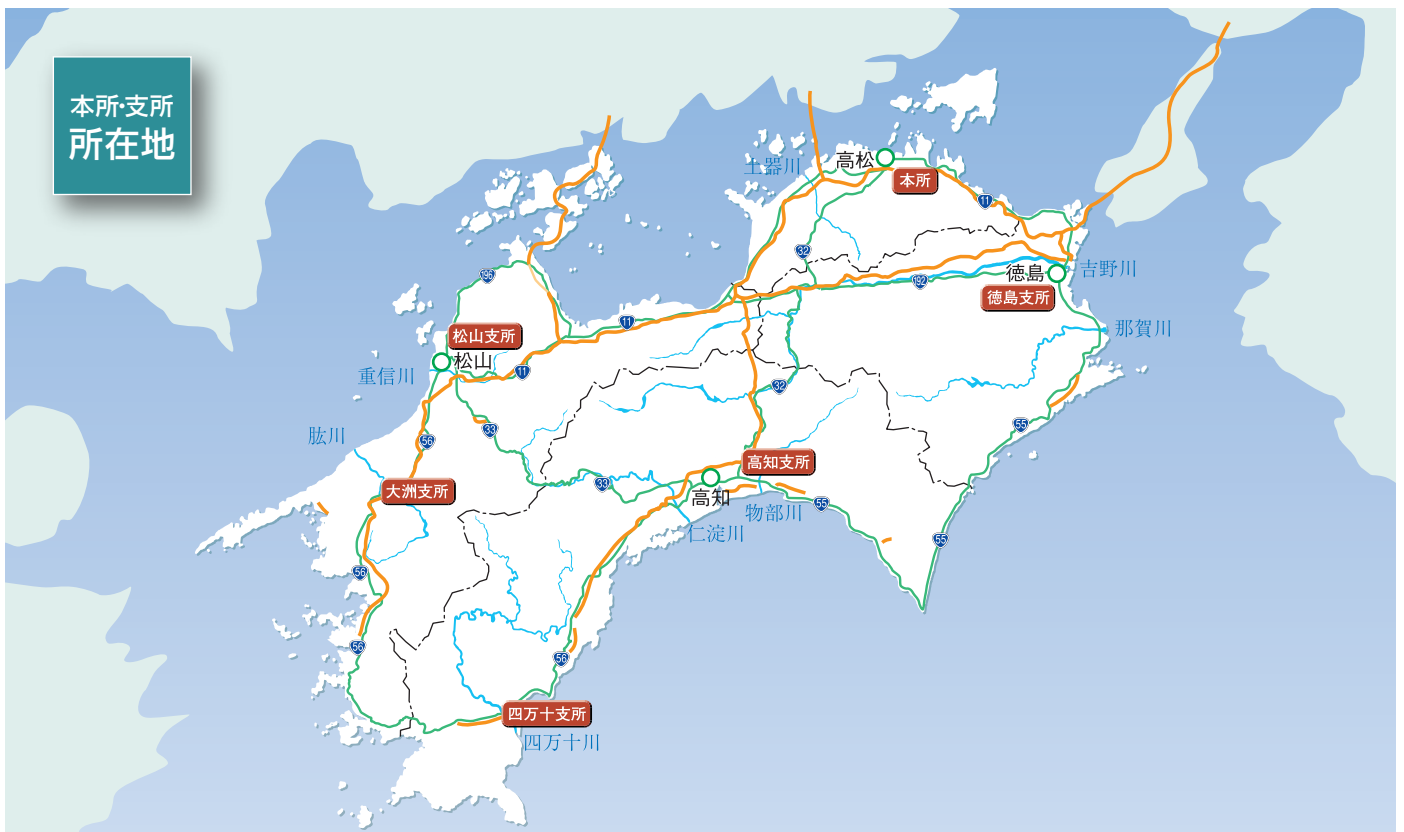 本所・支所
所在地
高松
本所
土器川
11
32
徳島
吉野川
徳島支所
192
196
那賀川
11
松山支所
松山
重信川
11
32
33
56
肱川
55
高知支所
大洲支所
33
高知
物部川
55
仁淀川
55
56
56
56
四万十支所
四万十川